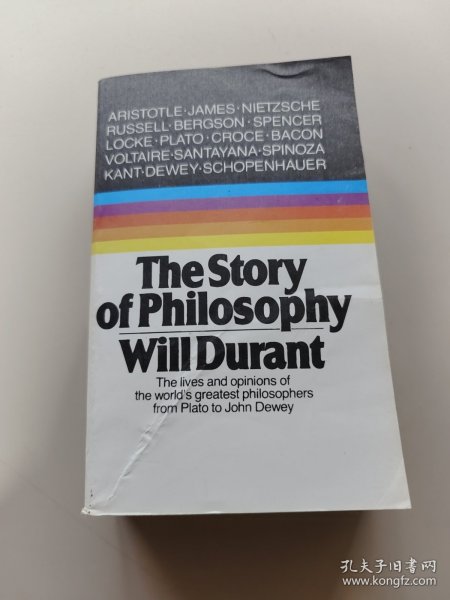 ARISTOTLE·JAMES·NIETZSCHE
RUSSELL·BERGSON·SPENCER
LOCKE·PLATO·CROCE·BACON
VOLTAIRE·SANTAYANA·SPINOZA
KANT·DEWEY·SCHOPENHAUER
The Story
of Philosophy
Will Durant
The lives and opinions of
the world's greatest philosophers
from Plato to John Dewey
孔夫子旧书网
www.kongfz.com